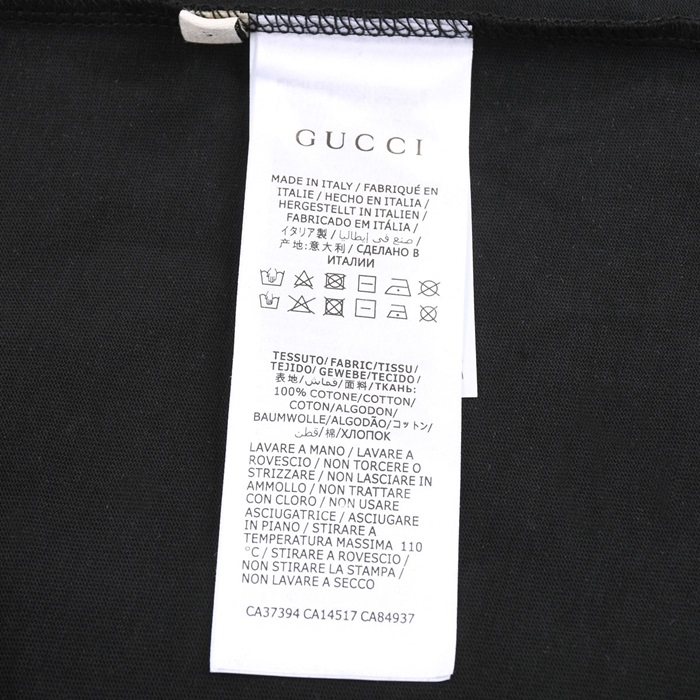 GUCCI
MADE IN ITALY / FABRIQUÉ EN
ITALIE / HECHO EN ITALIA /
HERGESTELLT IN ITALIEN /
FABRICADO EM ITÁLIA /
イタリア製 / صنع في إيطاليا /
产地:意大利 / СДЕЛАНО В
ИТАЛИИ
TESSUTO/ FABRIC/ TISSU/
TEJIDO/ GEWEBE/ TECIDO/
表地/ قماش/ 面料/ ТКАНЬ:
100% COTONE/COTTON/
COTON/ALGODON/
BAUMWOLLE/ALGODÃO/コットン/
قطن/棉/ХЛОПОК
LAVARE A MANO / LAVARE A
ROVESCIO / NON TORCERE O
STRIZZARE / NON LASCIARE IN
AMMOLLO / NON TRATTARE
CON CLORO / NON USARE
ASCIUGATRICE / ASCIUGARE
IN PIANO / STIRARE A
TEMPERATURA MASSIMA 110
°C / STIRARE A ROVESCIO /
NON STIRARE LA STAMPA /
NON LAVARE A SECCO
CA37394 CA14517 CA84937